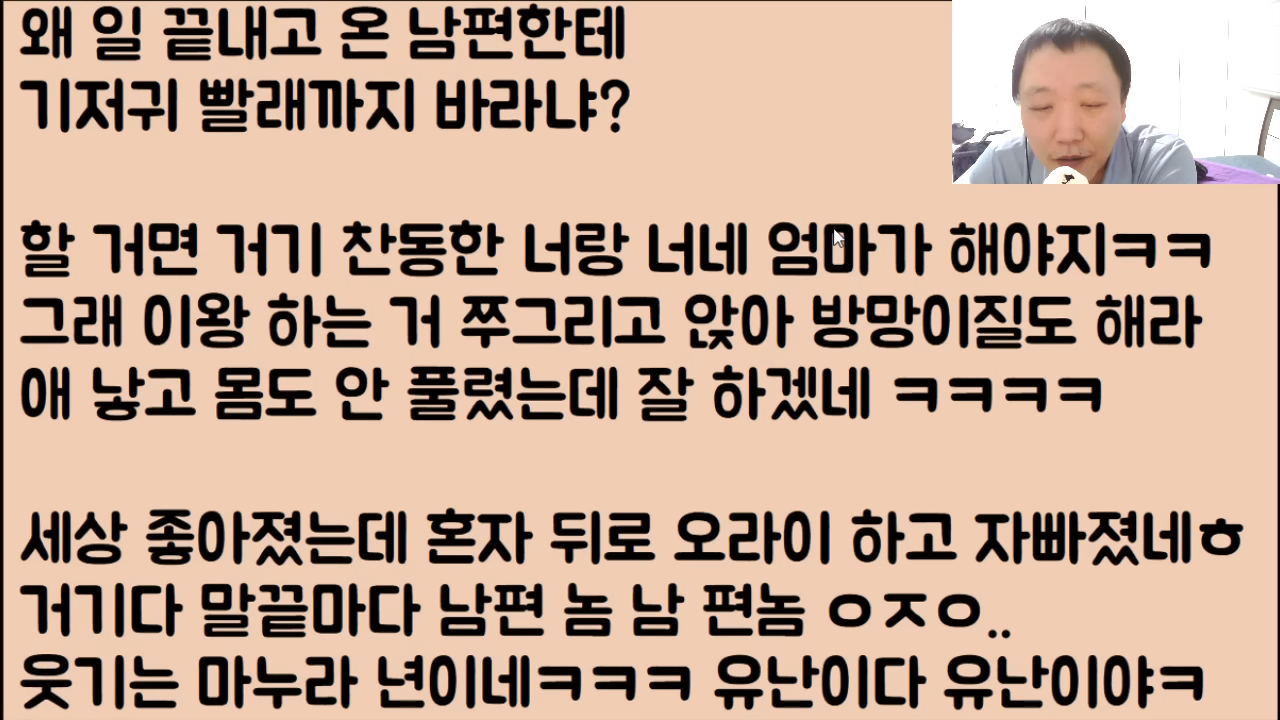 왜 일 끝내고 온 남편한테
기저귀 빨래까지 바라냐?
할 거면 거기 찬동한 너랑 너네 엄마가 해야지ㅋㅋ
그래 이왕 하는 거 쭈그리고 앉아 방망이질도 해라
애 낳고 몸도 안 풀렸는데 잘 하겠네 ㅋㅋㅋㅋ
세상 좋아졌는데 혼자 뒤로 오라이 하고 자빠졌네ㅎ
거기다 말끝마다 남편 놈 남 편놈 ㅇㅈㅇ..
웃기는 마누라 년이네ㅋㅋㅋ 유난이다 유난이야ㅋ